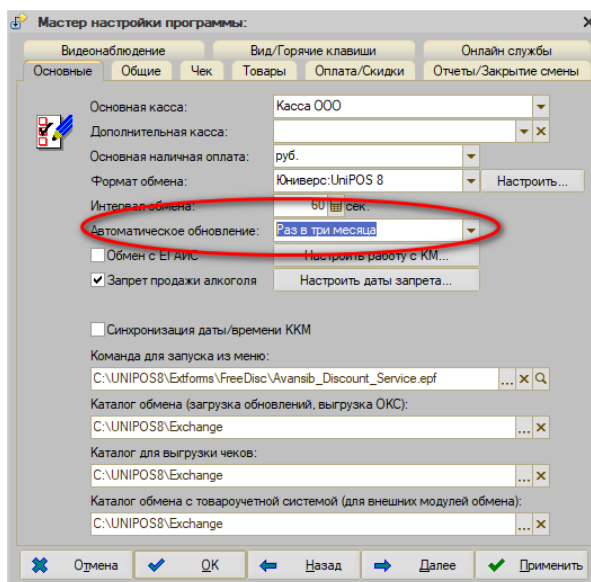 Мастер настройки программы:
Видеонаблюдение Вид/Горячие клавиши Онлайн службы
Основные Общие Чек Товары Оплата/Скидки Отчеты/Закрытие смены
Основная касса: Касса ООО
Дополнительная касса:
Основная наличная оплата: руб.
Формат обмена: Юниверс:UniPOS 8 Настроить...
Интервал обмена: 60 сек.
Автоматическое обновление: Раз в три месяца
Обмен с ЕГАИС Настроить работу с КМ...
Запрет продажи алкоголя Настроить даты запрета...
Синхронизация даты/времени ККМ
Команда для запуска из меню:
C:\UNIPOS8\Extforms\FreeDisc\Avansib_Discount_Service.epf ...
Каталог обмена (загрузка обновлений, выгрузка ОКС):
C:\UNIPOS8\Exchange ...
Каталог для выгрузки чеков:
C:\UNIPOS8\Exchange ...
Каталог обмена с товароучетной системой (для внешних модулей обмена):
C:\UNIPOS8\Exchange ...
Отмена OK Назад Далее Применить